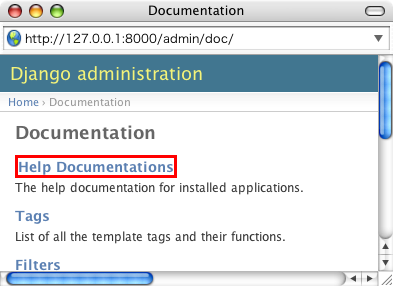 Documentation
http://127.0.0.1:8000/admin/doc/
Django administration
Home › Documentation
Documentation
Help Documentations
The help documentation for installed applications.
Tags
List of all the template tags and their functions.
Filters